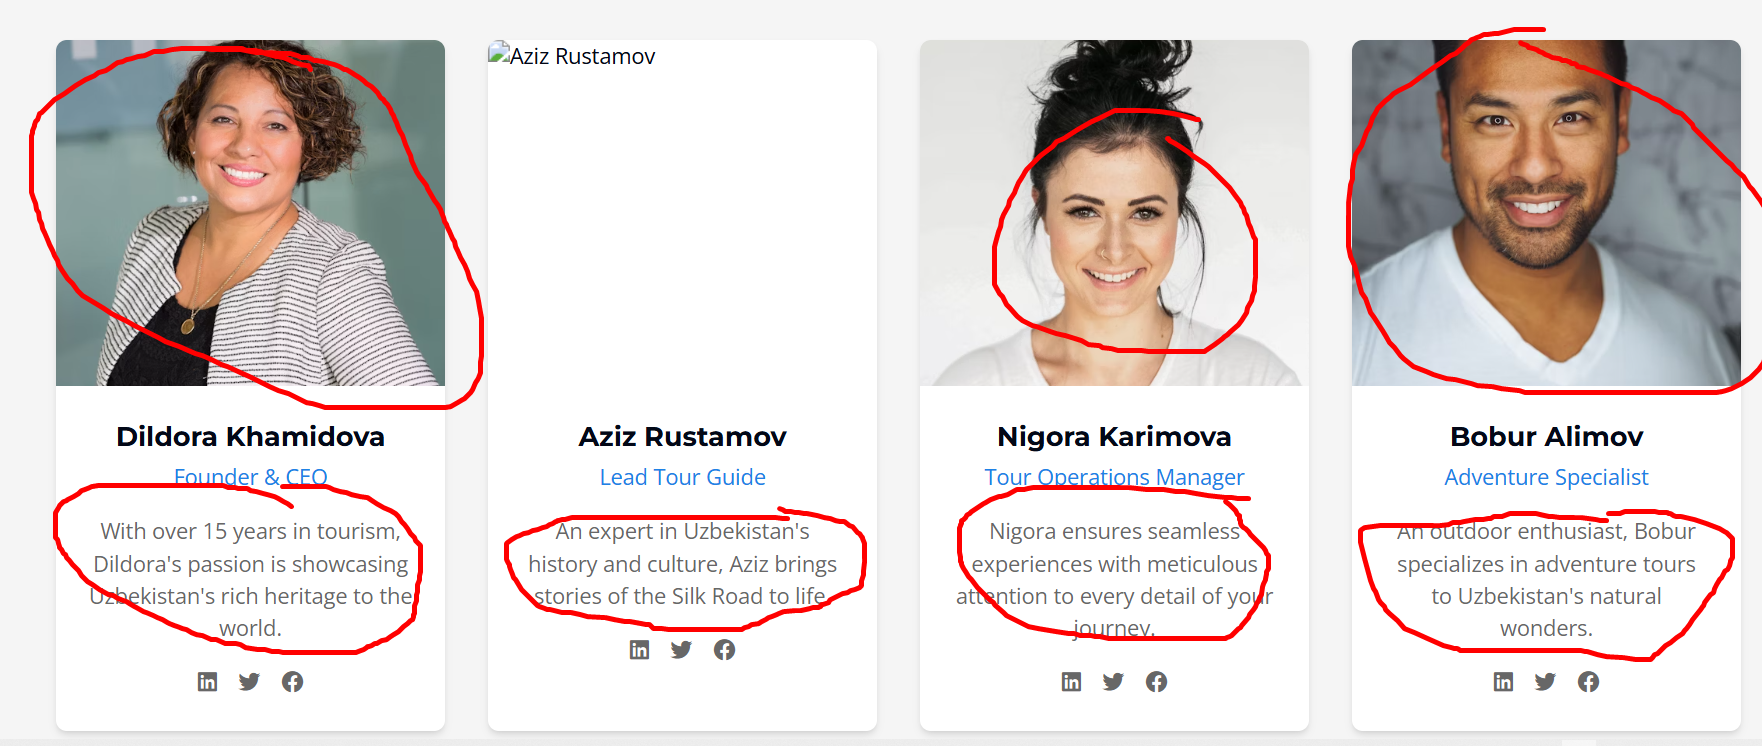 Aziz Rustamov
Dildora Khamidova
Founder & CEO
With over 15 years in tourism,
Dildora's passion is showcasing
Uzbekistan's rich heritage to the
world.
Aziz Rustamov
Lead Tour Guide
An expert in Uzbekistan's
history and culture, Aziz brings
stories of the Silk Road to life.
Nigora Karimova
Tour Operations Manager
Nigora ensures seamless
experiences with meticulous
attention to every detail of your
journey.
Bobur Alimov
Adventure Specialist
An outdoor enthusiast, Bobur
specializes in adventure tours
to Uzbekistan's natural
wonders.